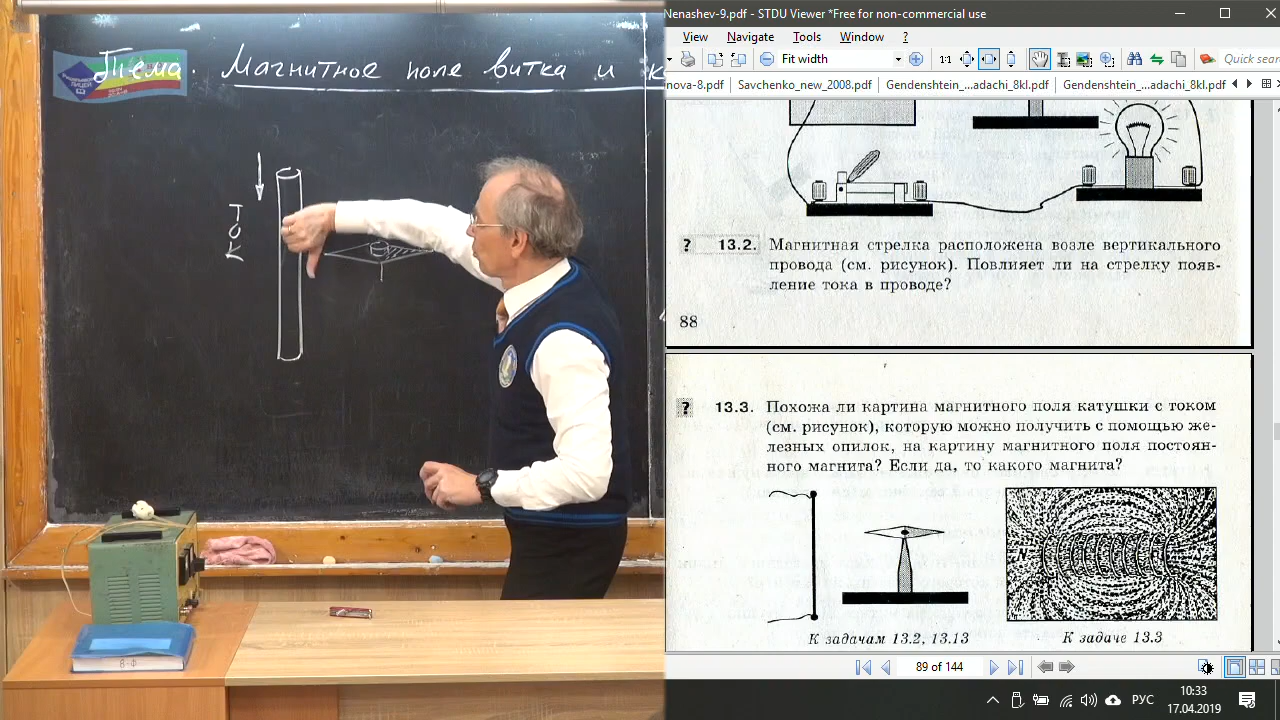 Тема. Магнитное поле витка и к
КОТ
В-Ф
Nenashev-9.pdf - STDU Viewer *Free for non-commercial use
View Navigate Tools Window ?
Fit width 1:1 Quick sear
nova-8.pdf Savchenko_new_2008.pdf Gendenshtein_...adachi_8kl.pdf Gendenshtein_...adachi_8kl.pdf
? 13.2. Магнитная стрелка расположена возле вертикального
провода (см. рисунок). Повлияет ли на стрелку появ-
ление тока в проводе?
88
? 13.3. Похожа ли картина магнитного поля катушки с током
(см. рисунок), которую можно получить с помощью же-
лезных опилок, на картину магнитного поля постоян-
ного магнита? Если да, то какого магнита?
К задачам 13.2, 13.13
К задаче 13.3
89 of 144
РУС
10:33
17.04.2019